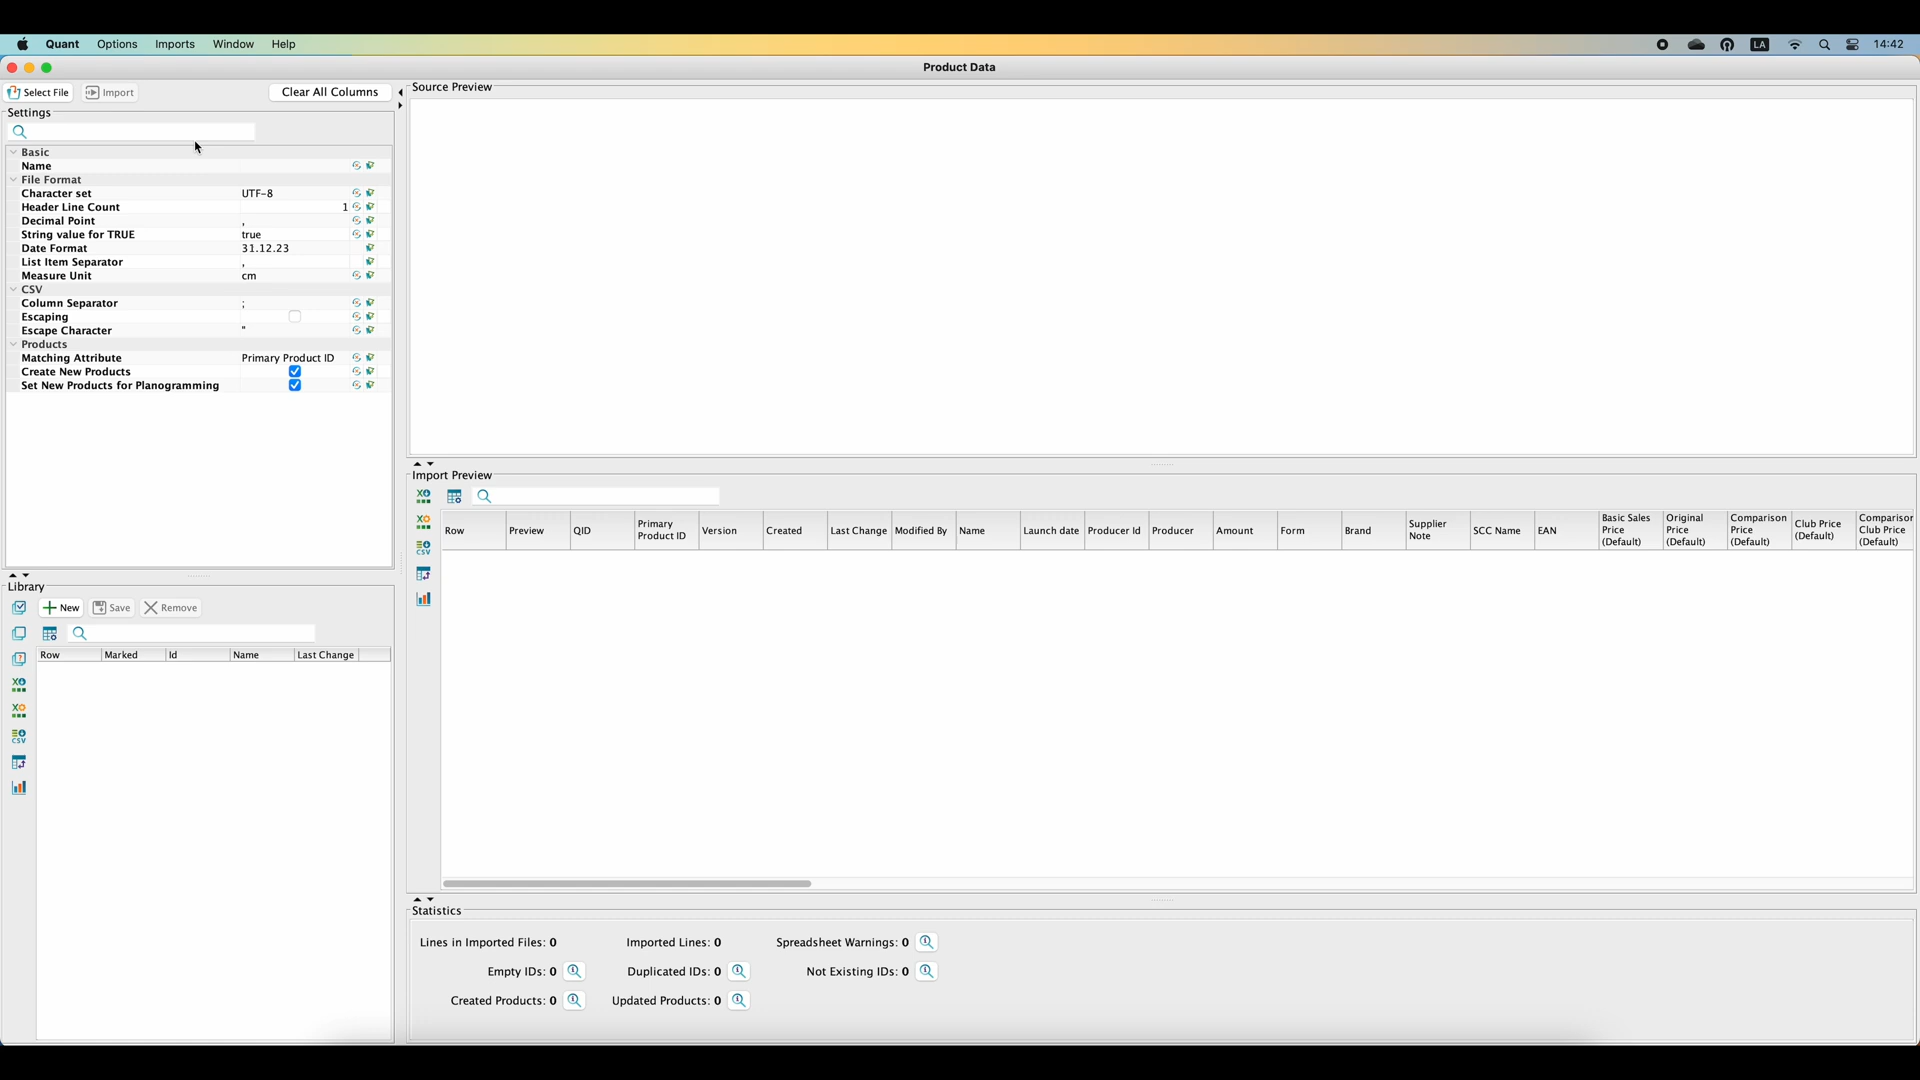 Quant Options Imports Window Help LA 14:42
Product Data
Select File Import Clear All Columns
Settings
Basic
Name
File Format
Character set UTF-8
Header Line Count 1
Decimal Point ,
String value for TRUE true
Date Format 31.12.23
List Item Separator ,
Measure Unit cm
CSV
Column Separator ;
Escaping
Escape Character "
Products
Matching Attribute Primary Product ID
Create New Products
Set New Products for Planogramming
Library
New Save Remove
Row Marked Id Name Last Change
Source Preview
Import Preview
Row Preview QID Primary Product ID Version Created Last Change Modified By Name Launch date Producer Id Producer Amount Form Brand Supplier Note SCC Name EAN Basic Sales Price (Default) Original Price (Default) Comparison Price (Default) Club Price (Default) Comparisor Club Price (Default)
Statistics
Lines in Imported Files: 0 Imported Lines: 0 Spreadsheet Warnings: 0
Empty IDs: 0 Duplicated IDs: 0 Not Existing IDs: 0
Created Products: 0 Updated Products: 0